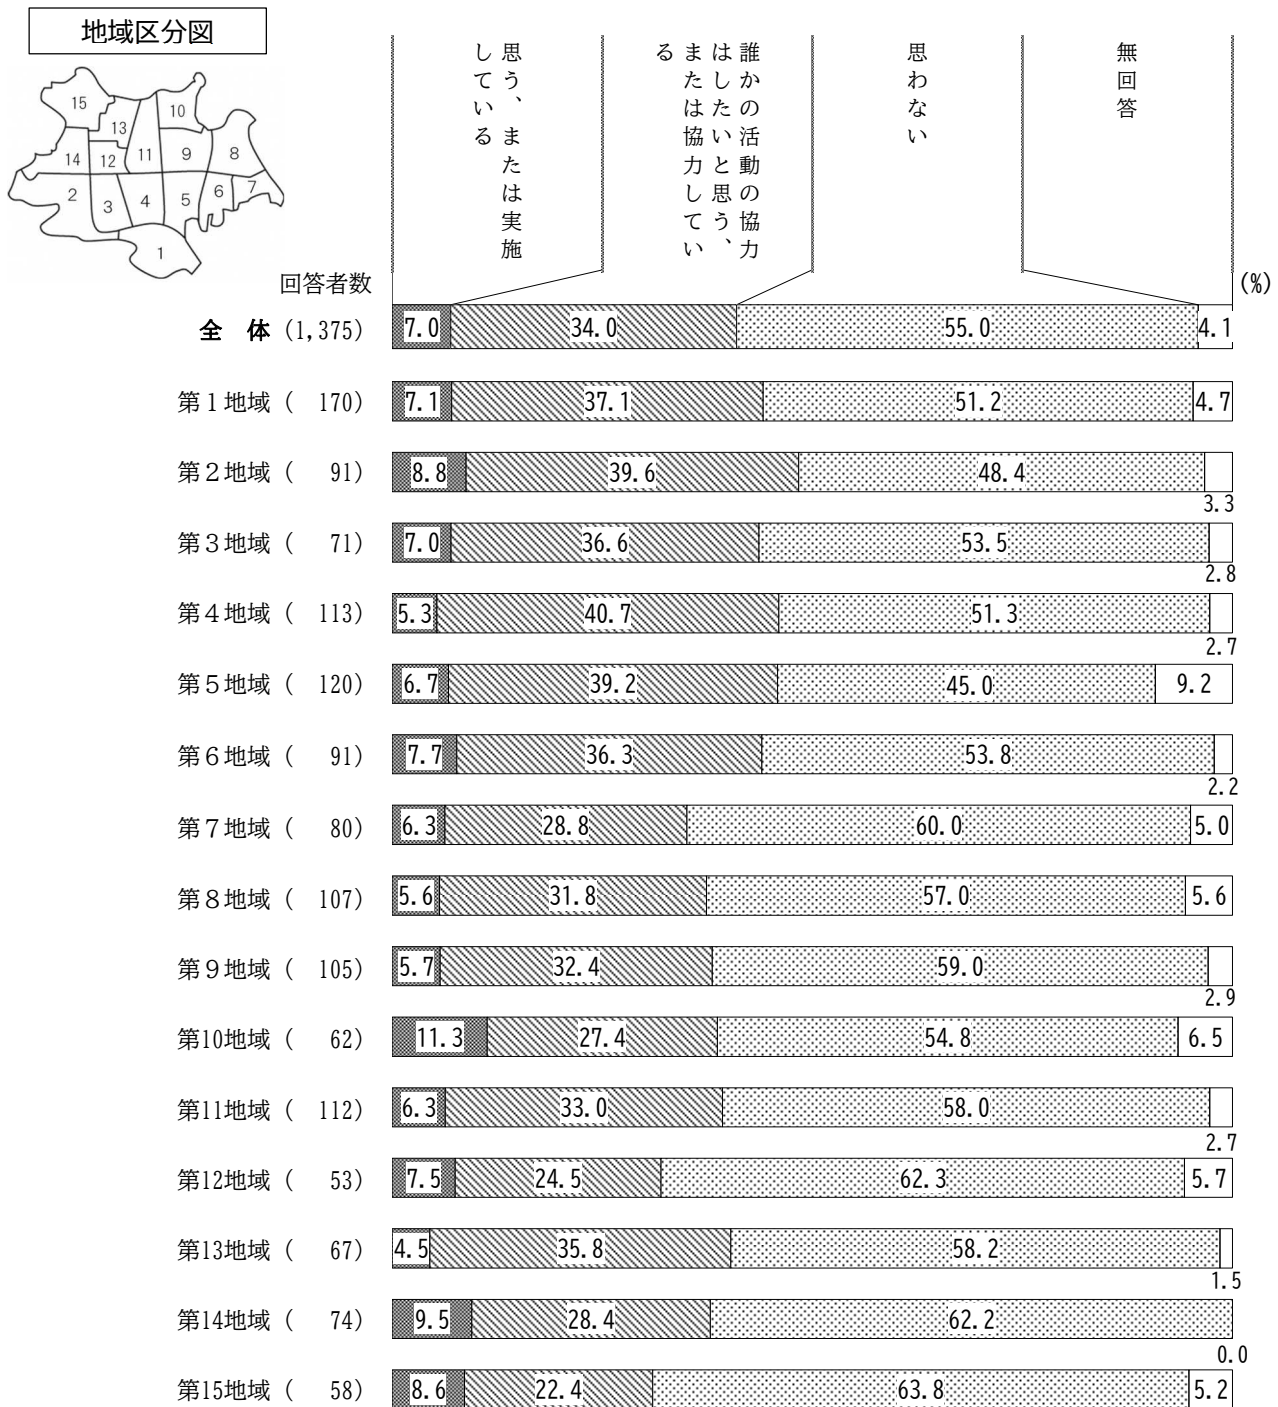 地域区分図
15
10
13
14
12
11
9
8
2
3
4
5
6
7
1
思う、または実施
している
誰かの活動の協力
はしたいと思う、
または協力してい
る
思わない
無回答
回答者数
(%)
全 体 (1,375) 7.0 34.0 55.0 4.1
第1地域 ( 170) 7.1 37.1 51.2 4.7
第2地域 ( 91) 8.8 39.6 48.4 3.3
第3地域 ( 71) 7.0 36.6 53.5 2.8
第4地域 ( 113) 5.3 40.7 51.3 2.7
第5地域 ( 120) 6.7 39.2 45.0 9.2
第6地域 ( 91) 7.7 36.3 53.8 2.2
第7地域 ( 80) 6.3 28.8 60.0 5.0
第8地域 ( 107) 5.6 31.8 57.0 5.6
第9地域 ( 105) 5.7 32.4 59.0 2.9
第10地域 ( 62) 11.3 27.4 54.8 6.5
第11地域 ( 112) 6.3 33.0 58.0 2.7
第12地域 ( 53) 7.5 24.5 62.3 5.7
第13地域 ( 67) 4.5 35.8 58.2 1.5
第14地域 ( 74) 9.5 28.4 62.2 0.0
第15地域 ( 58) 8.6 22.4 63.8 5.2